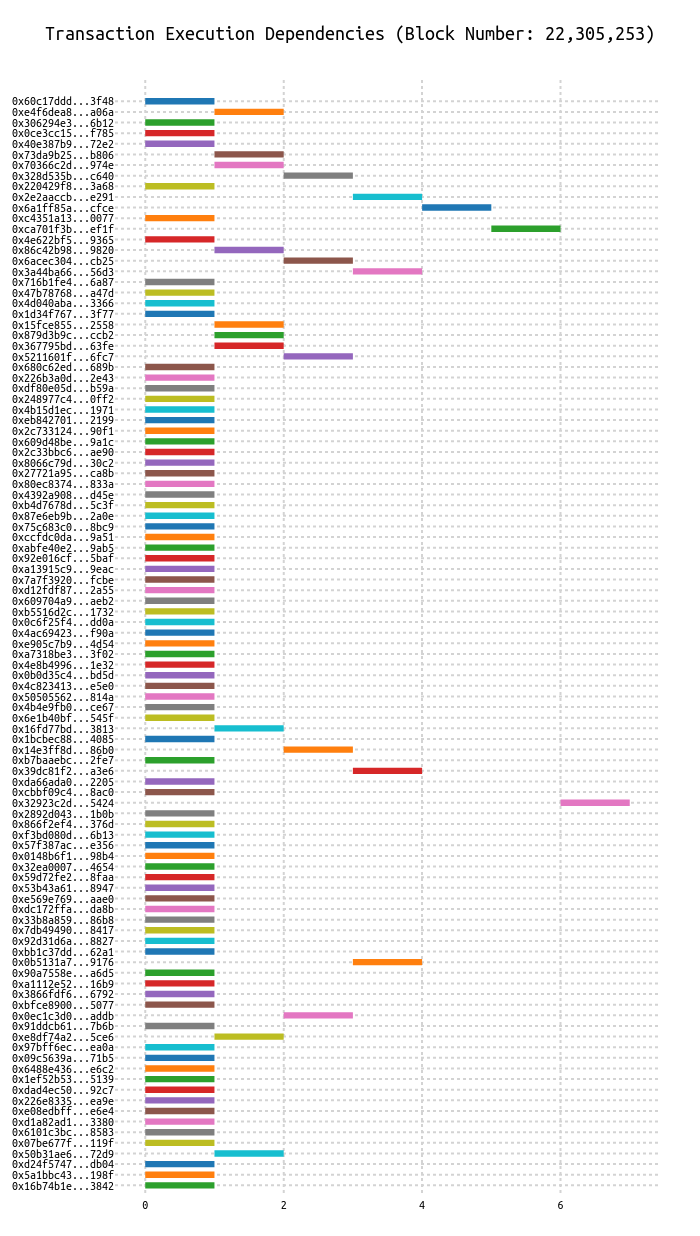 Transaction Execution Dependencies (Block Number: 22,305,253)
0x60c17ddd...3f48
0xe4f6dea8...a06a
0x306294e3...6b12
0x0ce3cc15...f785
0x40e387b9...72e2
0x73da9b25...b806
0x70366c2d...974e
0x328d535b...c640
0x220429f8...3a68
0x2e2aaccb...e291
0x6a1ff85a...cfce
0xc4351a13...0077
0xca701f3b...ef1f
0x4e622bf5...9365
0x86c42b98...9820
0x6acec304...cb25
0x3a44ba66...56d3
0x716b1fe4...6a87
0x47b78768...a47d
0x4d040aba...3366
0x1d34f767...3f77
0x15fce855...2558
0x879d3b9c...ccb2
0x367795bd...63fe
0x5211601f...6fc7
0x680c62ed...689b
0x226b3a0d...2e43
0xdf80e05d...b59a
0x248977c4...0ff2
0x4b15d1ec...1971
0xeb842701...2199
0x2c733124...90f1
0x609d48be...9a1c
0x2c33bbc6...ae90
0x8066c79d...30c2
0x27721a95...ca8b
0x80ec8374...833a
0x4392a908...d45e
0xb4d7678d...5c3f
0x87e6eb9b...2a0e
0x75c683c0...8bc9
0xccfdc0da...9a51
0xabfe40e2...9ab5
0x92e016cf...5baf
0xa13915c9...9eac
0x7a7f3920...fcbe
0xd12fdf87...2a55
0x609704a9...aeb2
0xb5516d2c...1732
0x0c6f25f4...dd0a
0x4ac69423...f90a
0xe905c7b9...4d54
0xa7318be3...3f02
0x4e8b4996...1e32
0x0b0d35c4...bd5d
0x4c823413...e5e0
0x50505562...814a
0x4b4e9fb0...ce67
0x6e1b40bf...545f
0x16fd77bd...3813
0x1bcbec88...4085
0x14e3ff8d...86b0
0xb7baaebc...2fe7
0x39dc81f2...a3e6
0xda66ada0...2205
0xcbbf09c4...8ac0
0x32923c2d...5424
0x2892d043...1b0b
0x866f2ef4...376d
0xf3bd080d...6b13
0x57f387ac...e356
0x0148b6f1...98b4
0x32ea0007...4654
0x59d72fe2...8faa
0x53b43a61...8947
0xe569e769...aae0
0xdc172ffa...da8b
0x33b8a859...86b8
0x7db49490...8417
0x92d31d6a...8827
0xbb1c37dd...62a1
0x0b5131a7...9176
0x90a7558e...a6d5
0xa1112e52...16b9
0x3866fdf6...6792
0xbfce8900...5077
0x0ec1c3d0...addb
0x91ddcb61...7b6b
0xe8df74a2...5ce6
0x97bff6ec...ea0a
0x09c5639a...71b5
0x6488e436...e6c2
0x1ef52b53...5139
0xdad4ec50...92c7
0x226e8335...ea9e
0xe08edbff...e6e4
0xd1a82ad1...3380
0x6101c3bc...8583
0x07be677f...119f
0x50b31ae6...72d9
0xd24f5747...db04
0x5a1bbc43...198f
0x16b74b1e...3842
0 2 4 6